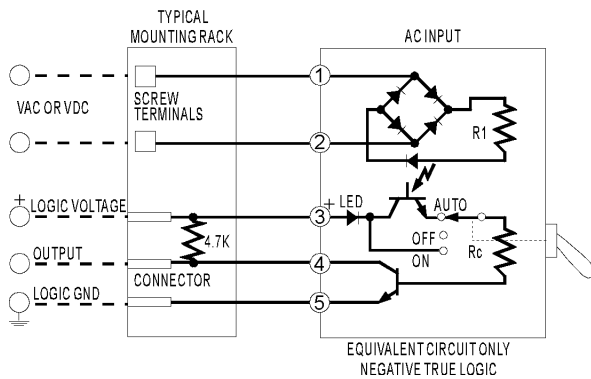 TYPICAL
MOUNTING RACK
AC INPUT
VAC OR VDC
SCREW
TERMINALS
1
2
R1
+
LOGIC VOLTAGE
3
+ LED
AUTO
OFF
ON
Rc
4.7K
OUTPUT
4
CONNECTOR
LOGIC GND
5
EQUIVALENT CIRCUIT ONLY
NEGATIVE TRUE LOGIC